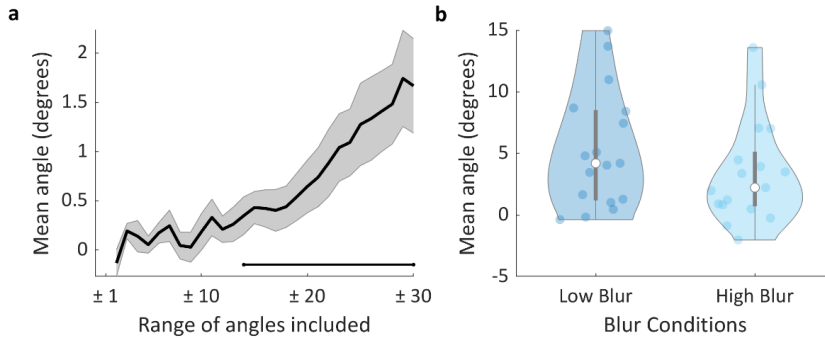 a
Mean angle (degrees)
2
1.5
1
0.5
0
± 1
± 10
± 20
± 30
Range of angles included
b
Mean angle (degrees)
15
10
5
0
-5
Low Blur
High Blur
Blur Conditions